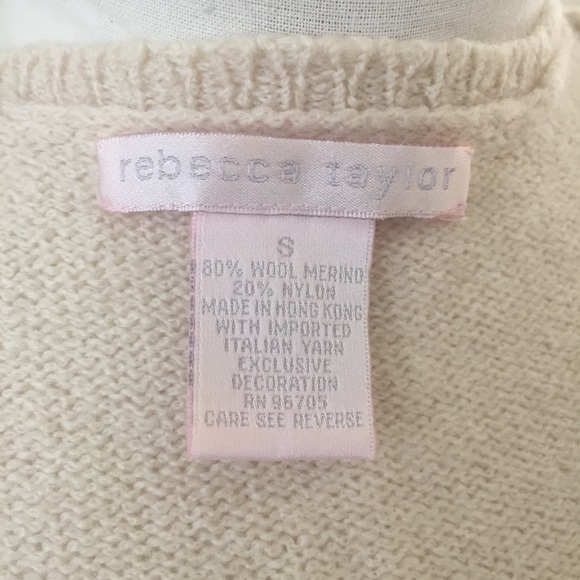 rebecca taylor
S
80% WOOL MERINO
20% NYLON
MADE IN HONG KONG
WITH IMPORTED
ITALIAN YARN
EXCLUSIVE
DECORATION
RN 96705
CARE SEE REVERSE